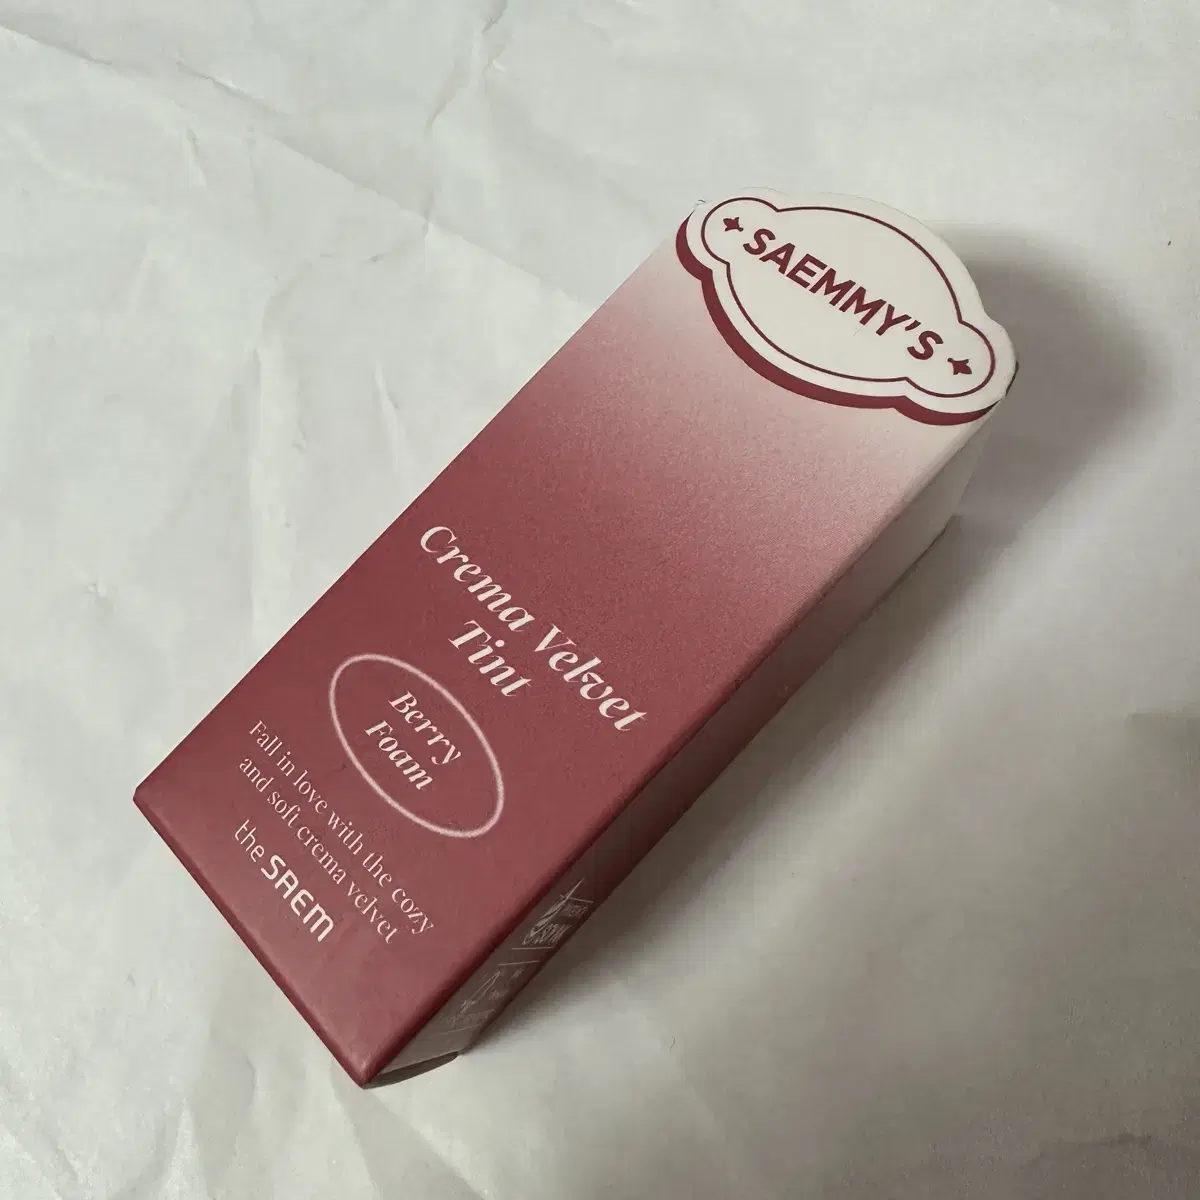 SAEMMY'S
Crema Velvet
Tint
Berry
Foam
Fall in love with the cozy
and soft crema velvet
the SAEM